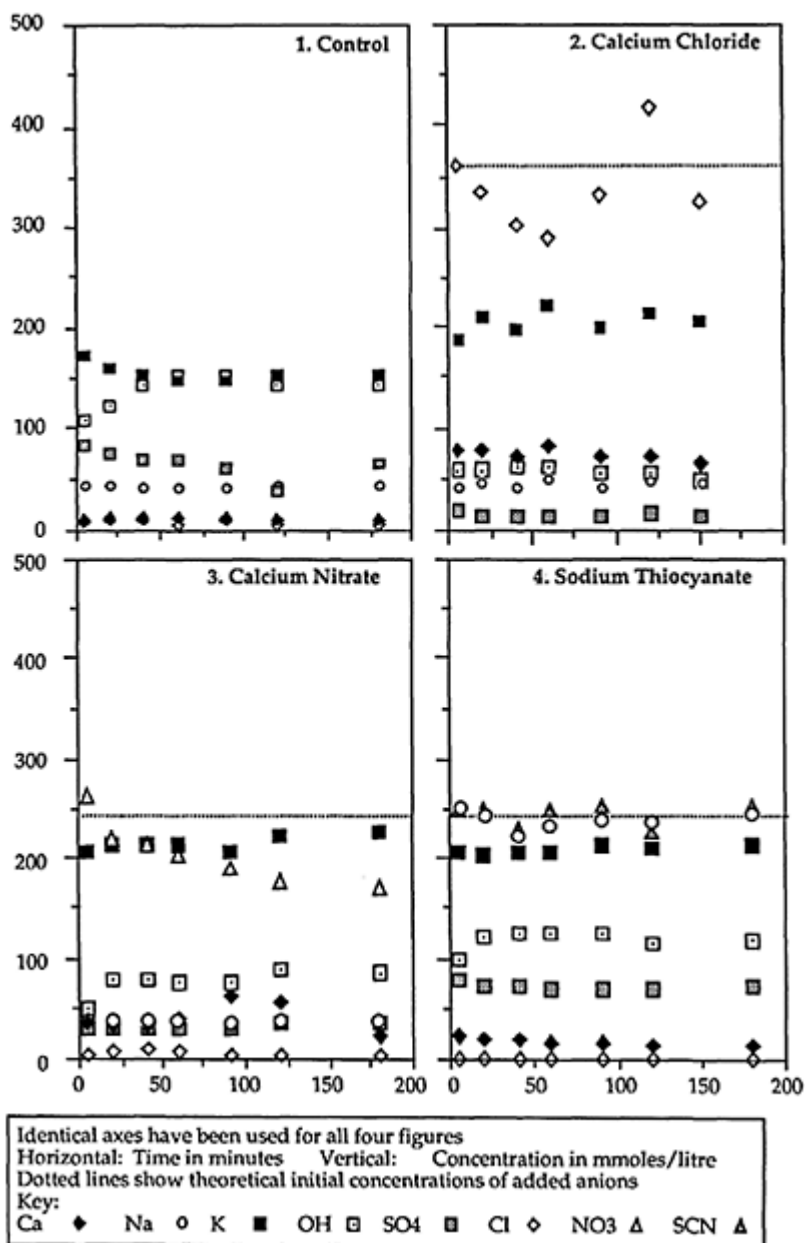 500
1. Control
2. Calcium Chloride
400
300
200
100
0
500
3. Calcium Nitrate
4. Sodium Thiocyanate
400
300
200
100
0
0 50 100 150 200
0 50 100 150 200
Identical axes have been used for all four figures
Horizontal: Time in minutes Vertical: Concentration in mmoles/litre
Dotted lines show theoretical initial concentrations of added anions
Key:
Ca Na K OH SO4 Cl NO3 SCN